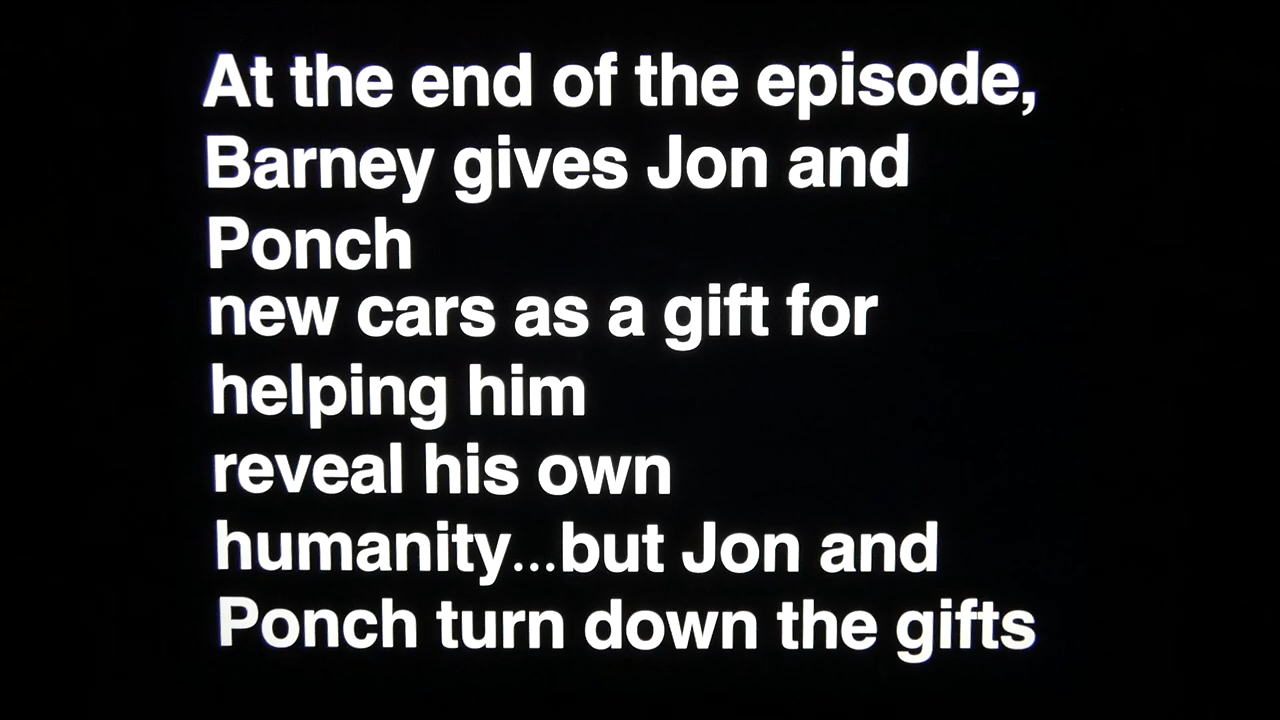 At the end of the episode,
Barney gives Jon and
Ponch
new cars as a gift for
helping him
reveal his own
humanity...but Jon and
Ponch turn down the gifts